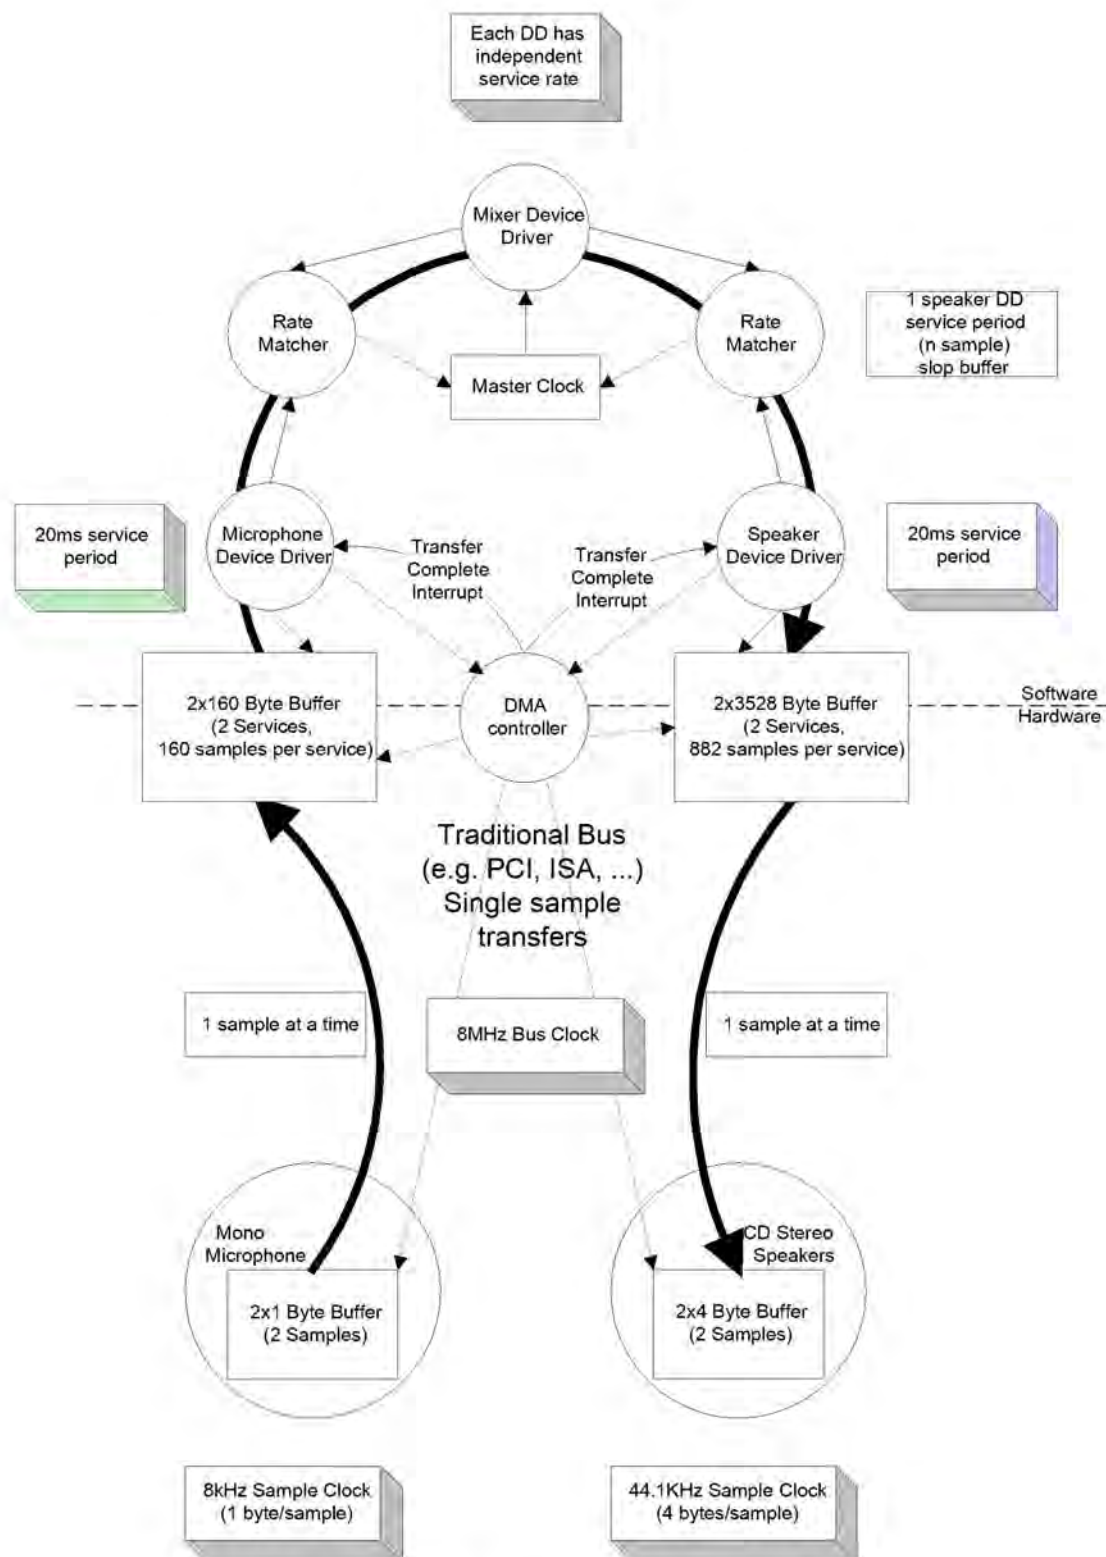 Each DD has
independent
service rate
Mixer Device
Driver
Rate
Matcher
Master Clock
Rate
Matcher
1 speaker DD
service period
(n sample)
slop buffer
20ms service
period
Microphone
Device Driver
Transfer
Complete
Interrupt
Transfer
Complete
Interrupt
Speaker
Device Driver
20ms service
period
2x160 Byte Buffer
(2 Services,
160 samples per service)
DMA
controller
2x3528 Byte Buffer
(2 Services,
882 samples per service)
Software
Hardware
Traditional Bus
(e.g. PCI, ISA, ...)
Single sample
transfers
1 sample at a time
8MHz Bus Clock
1 sample at a time
Mono
Microphone
2x1 Byte Buffer
(2 Samples)
CD Stereo
Speakers
2x4 Byte Buffer
(2 Samples)
8kHz Sample Clock
(1 byte/sample)
44.1KHz Sample Clock
(4 bytes/sample)